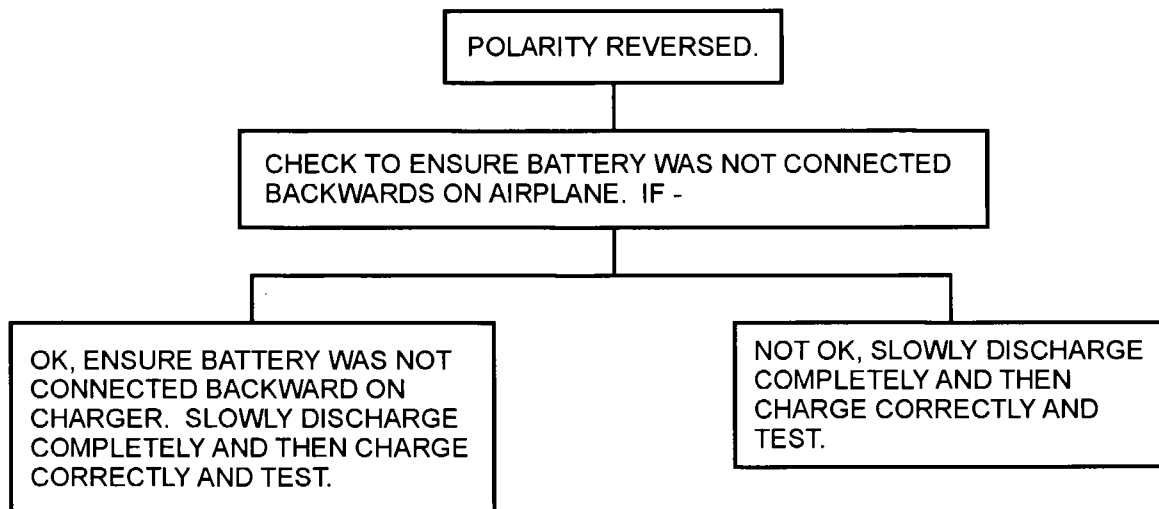 POLARITY REVERSED.
CHECK TO ENSURE BATTERY WAS NOT CONNECTED
BACKWARDS ON AIRPLANE.  IF -
OK, ENSURE BATTERY WAS NOT
CONNECTED BACKWARD ON
CHARGER.  SLOWLY DISCHARGE
COMPLETELY AND THEN CHARGE
CORRECTLY AND TEST.
NOT OK, SLOWLY DISCHARGE
COMPLETELY AND THEN
CHARGE CORRECTLY AND
TEST.